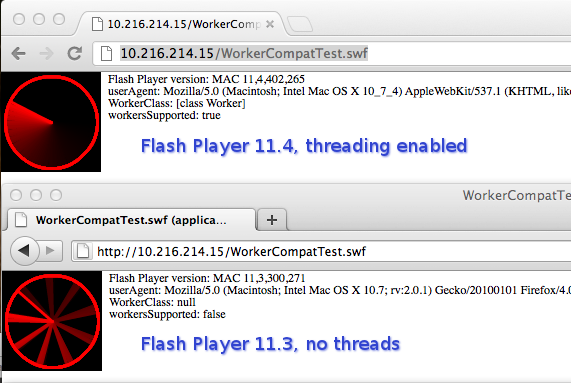 10.216.214.15/WorkerComp
10.216.214.15/WorkerCompatTest.swf
Flash Player version: MAC 11,4,402,265
userAgent: Mozilla/5.0 (Macintosh; Intel Mac OS X 10_7_4) AppleWebKit/537.1 (KHTML, like
WorkerClass: [class Worker]
workersSupported: true
Flash Player 11.4, threading enabled
WorkerCompatTe
WorkerCompatTest.swf (applica...
http://10.216.214.15/WorkerCompatTest.swf
Flash Player version: MAC 11,3,300,271
userAgent: Mozilla/5.0 (Macintosh; Intel Mac OS X 10.7; rv:2.0.1) Gecko/20100101 Firefox/4.0
WorkerClass: null
workersSupported: false
Flash Player 11.3, no threads